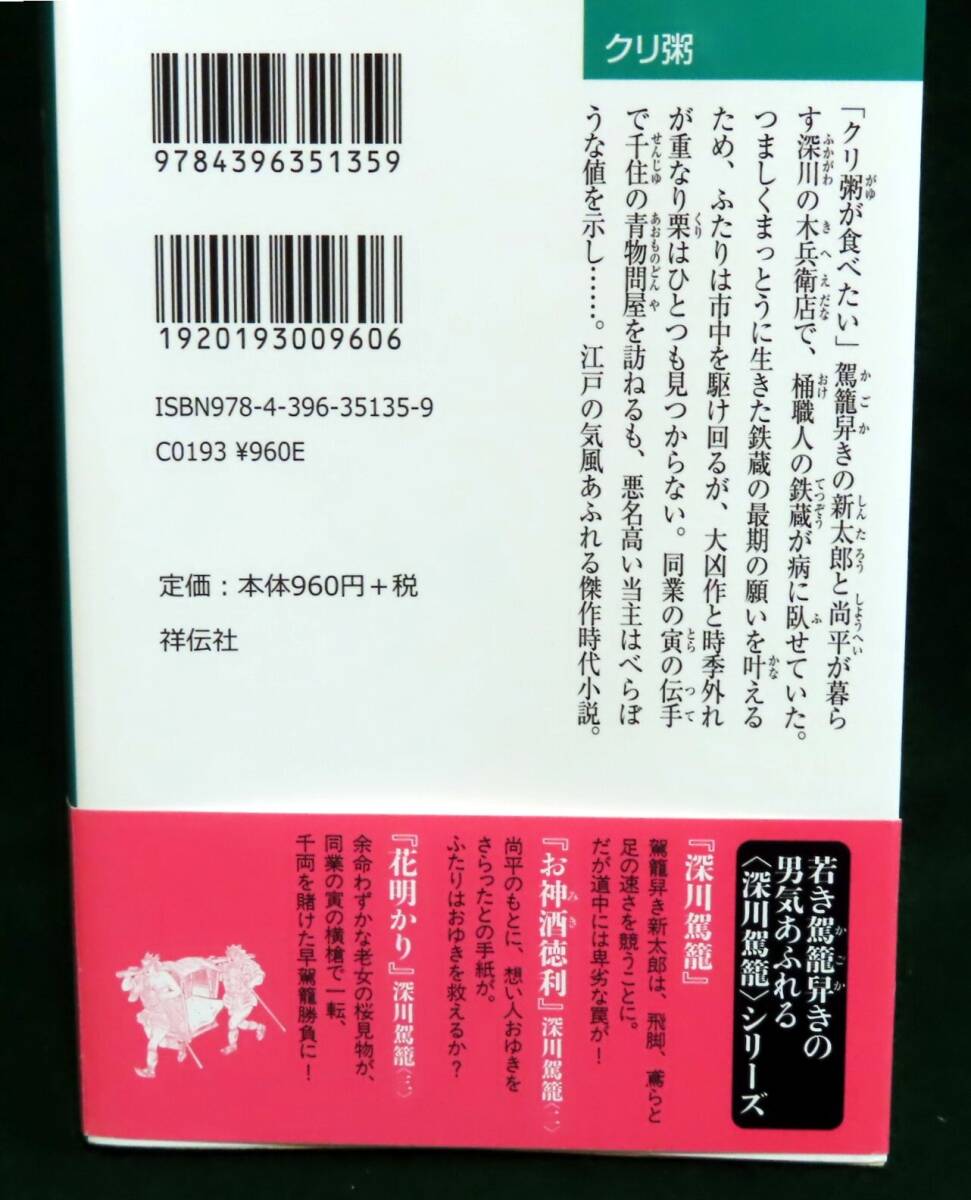 クリ粥
「クリ粥が食べたい」駕籠舁きの新太郎と尚平が暮ら
す深川の木兵衛店で、桶職人の鉄蔵が病に臥せていた。
つましくまっとうに生きた鉄蔵の最期の願いを叶える
ため、ふたりは市中を駆け回るが、大凶作と時季外れ
が重なり栗はひとつも見つからない。同業の寅の伝手
で千住の青物問屋を訪ねるも、悪名高い当主はべらぼ
うな値を示し……。江戸の気風あふれる傑作時代小説。
9784396351359
1920193009606
ISBN978-4-396-35135-9
C0193 ¥960E
定価：本体960円＋税
祥伝社
若き駕籠舁きの
男気あふれる
〈深川駕籠〉シリーズ
『深川駕籠』
駕籠舁き新太郎は、飛脚、鳶らと
足の速さを競うことに。
だが道中には卑劣な罠が！
『お神酒徳利』深川駕籠〈二〉
尚平のもとに、想い人おゆきを
さらったとの手紙が。
ふたりはおゆきを救えるか？
『花明かり』深川駕籠〈三〉
余命わずかな老女の桜見物が、
同業の寅の横槍で一転、
千両を賭けた早駕籠勝負に！